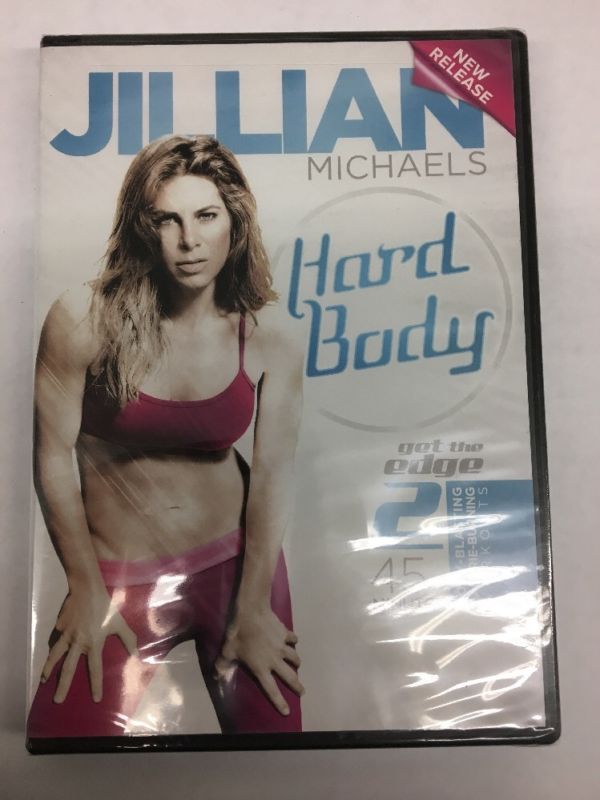 NEW
RELEASE
JILLIAN
MICHAELS
Hard
Body
get the
edge
2
45